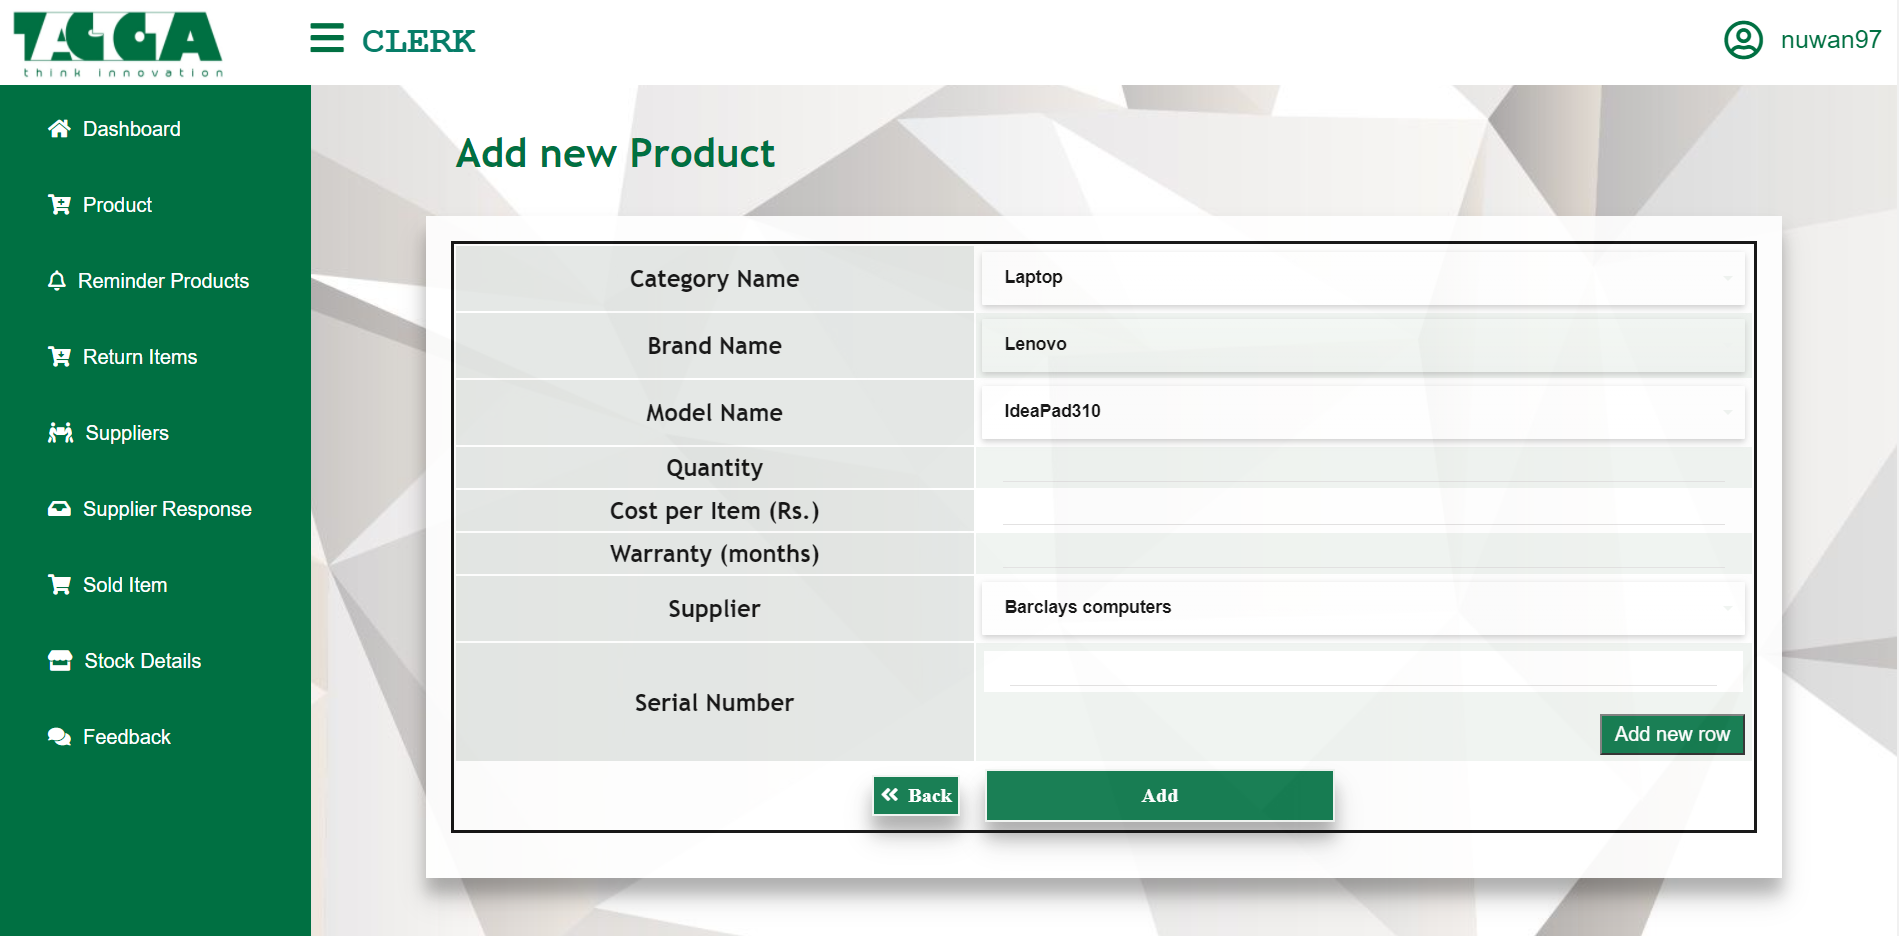 TAGGA
think innovation
CLERK
nuwan97
Dashboard
Product
Reminder Products
Return Items
Suppliers
Supplier Response
Sold Item
Stock Details
Feedback
Add new Product
Category Name
Laptop
Brand Name
Lenovo
Model Name
IdeaPad310
Quantity
Cost per Item (Rs.)
Warranty (months)
Supplier
Barclays computers
Serial Number
Add new row
Back
Add